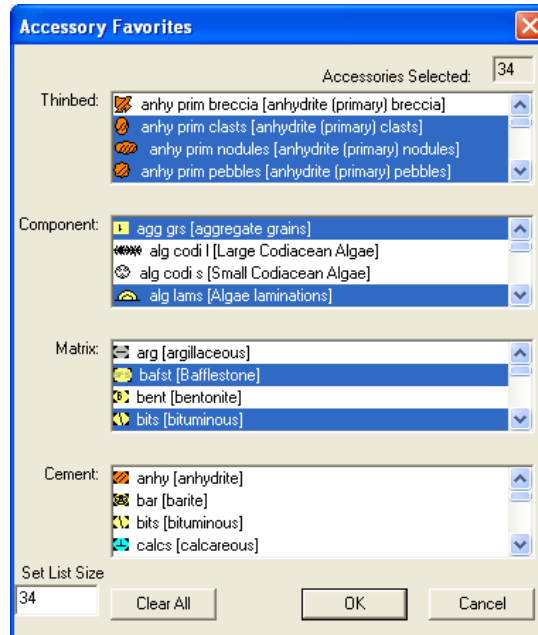 Accessory Favorites
Accessories Selected: 34
Thinbed:
anhy prim breccia [anhydrite (primary) breccia]
anhy prim clasts [anhydrite (primary) clasts]
anhy prim nodules [anhydrite (primary) nodules]
anhy prim pebbles [anhydrite (primary) pebbles]
Component:
agg grs [aggregate grains]
alg codi l [Large Codiacean Algae]
alg codi s [Small Codiacean Algae]
alg lams [Algae laminations]
Matrix:
arg [argillaceous]
bafst [Bafflestone]
bent [bentonite]
bits [bituminous]
Cement:
anhy [anhydrite]
bar [barite]
bits [bituminous]
calcs [calcareous]
Set List Size
34
Clear All OK Cancel